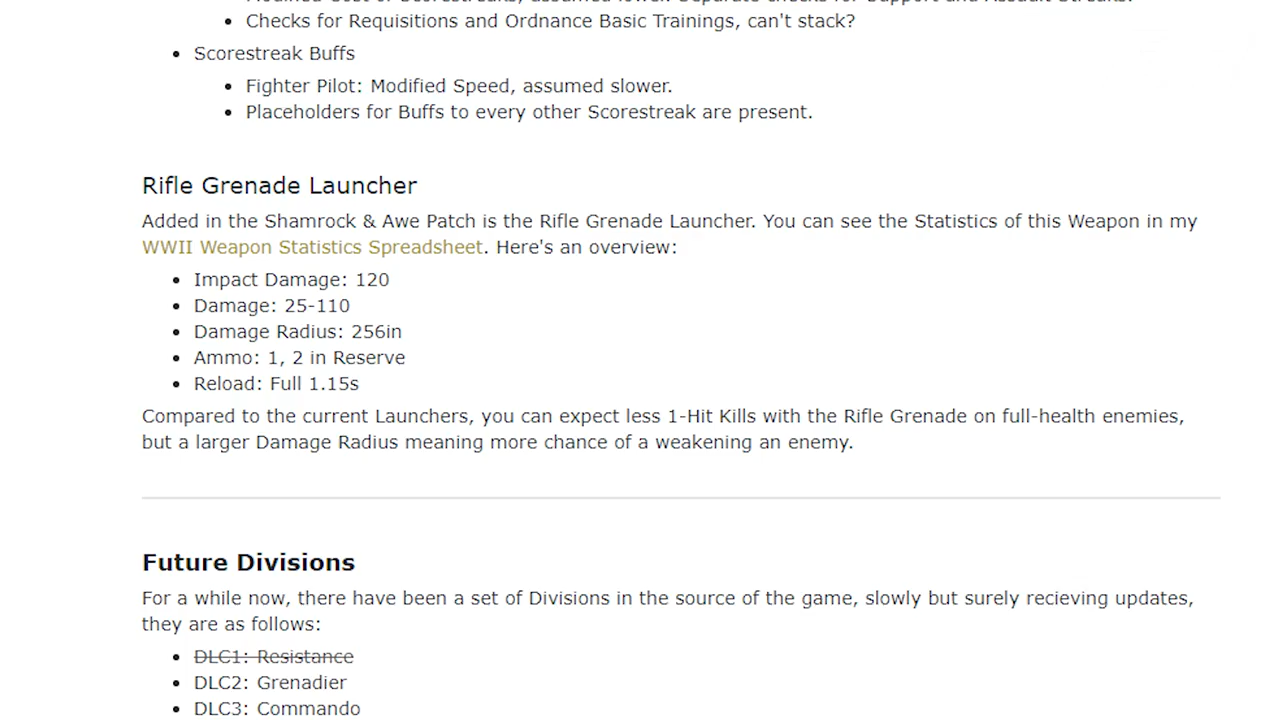 Checks for Requisitions and Ordnance Basic Trainings, can't stack?
Scorestreak Buffs
Fighter Pilot: Modified Speed, assumed slower.
Placeholders for Buffs to every other Scorestreak are present.
Rifle Grenade Launcher
Added in the Shamrock & Awe Patch is the Rifle Grenade Launcher. You can see the Statistics of this Weapon in my
WWII Weapon Statistics Spreadsheet. Here's an overview:
Impact Damage: 120
Damage: 25-110
Damage Radius: 256in
Ammo: 1, 2 in Reserve
Reload: Full 1.15s
Compared to the current Launchers, you can expect less 1-Hit Kills with the Rifle Grenade on full-health enemies,
but a larger Damage Radius meaning more chance of a weakening an enemy.
Future Divisions
For a while now, there have been a set of Divisions in the source of the game, slowly but surely recieving updates,
they are as follows:
DLC1: Resistance
DLC2: Grenadier
DLC3: Commando